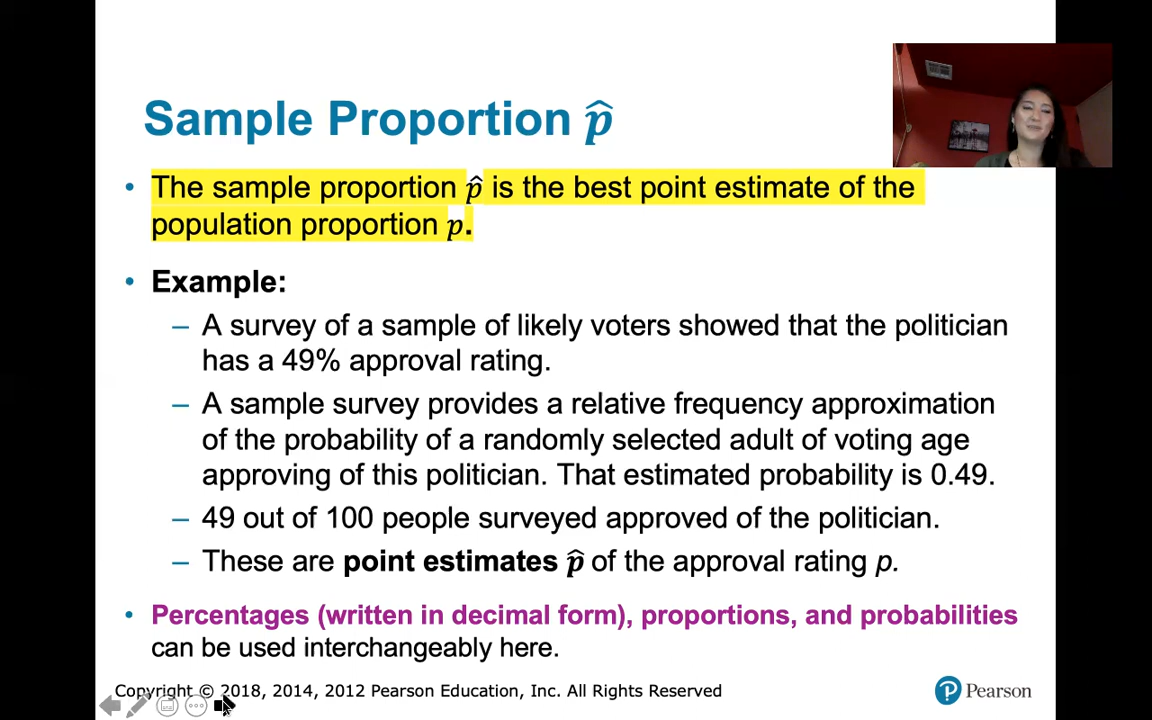 Sample Proportion p̂
• The sample proportion p̂ is the best point estimate of the
population proportion p.
• Example:
– A survey of a sample of likely voters showed that the politician
has a 49% approval rating.
– A sample survey provides a relative frequency approximation
of the probability of a randomly selected adult of voting age
approving of this politician. That estimated probability is 0.49.
– 49 out of 100 people surveyed approved of the politician.
– These are point estimates p̂ of the approval rating p.
• Percentages (written in decimal form), proportions, and probabilities
can be used interchangeably here.
Copyright © 2018, 2014, 2012 Pearson Education, Inc. All Rights Reserved
P Pearson